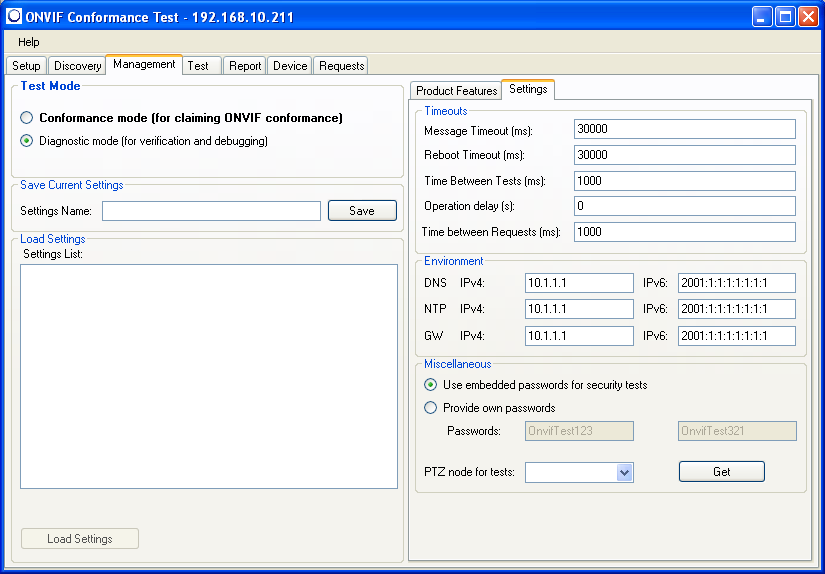 ONVIF Conformance Test - 192.168.10.211
Help
Setup Discovery Management Test Report Device Requests
Test Mode
Conformance mode (for claiming ONVIF conformance)
Diagnostic mode (for verification and debugging)
Save Current Settings
Settings Name: Save
Load Settings
Settings List:
Load Settings
Product Features Settings
Timeouts
Message Timeout (ms): 30000
Reboot Timeout (ms): 30000
Time Between Tests (ms): 1000
Operation delay (s): 0
Time between Requests (ms): 1000
Environment
DNS IPv4: 10.1.1.1 IPv6: 2001:1:1:1:1:1:1:1
NTP IPv4: 10.1.1.1 IPv6: 2001:1:1:1:1:1:1:1
GW IPv4: 10.1.1.1 IPv6: 2001:1:1:1:1:1:1:1
Miscellaneous
Use embedded passwords for security tests
Provide own passwords
Passwords: OnvifTest123 OnvifTest321
PTZ node for tests: Get